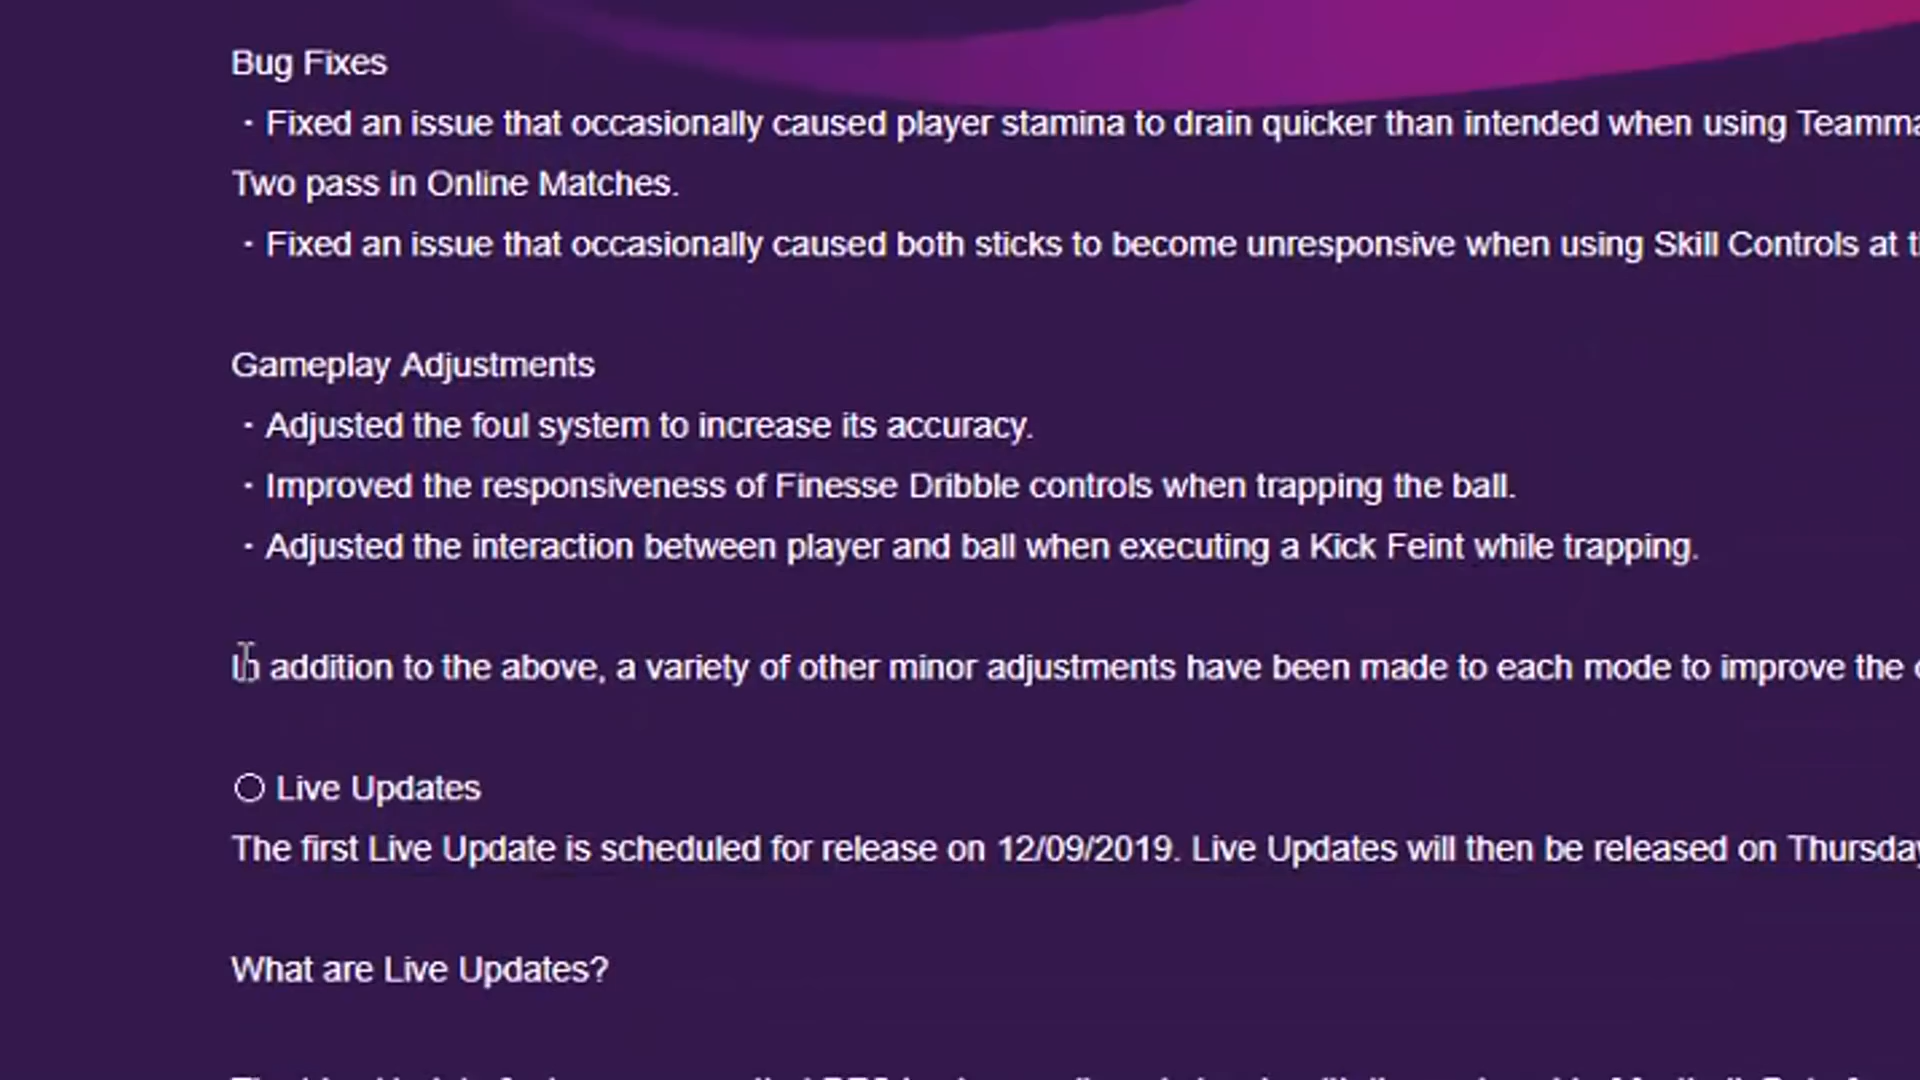 Bug Fixes
・Fixed an issue that occasionally caused player stamina to drain quicker than intended when using
Two pass in Online Matches.
・Fixed an issue that occasionally caused both sticks to become unresponsive when using Skill Controls at
Gameplay Adjustments
・Adjusted the foul system to increase its accuracy.
・Improved the responsiveness of Finesse Dribble controls when trapping the ball.
・Adjusted the interaction between player and ball when executing a Kick Feint while trapping.
In addition to the above, a variety of other minor adjustments have been made to each mode to improve the
○ Live Updates
The first Live Update is scheduled for release on 12/09/2019. Live Updates will then be released on Thursday
What are Live Updates?